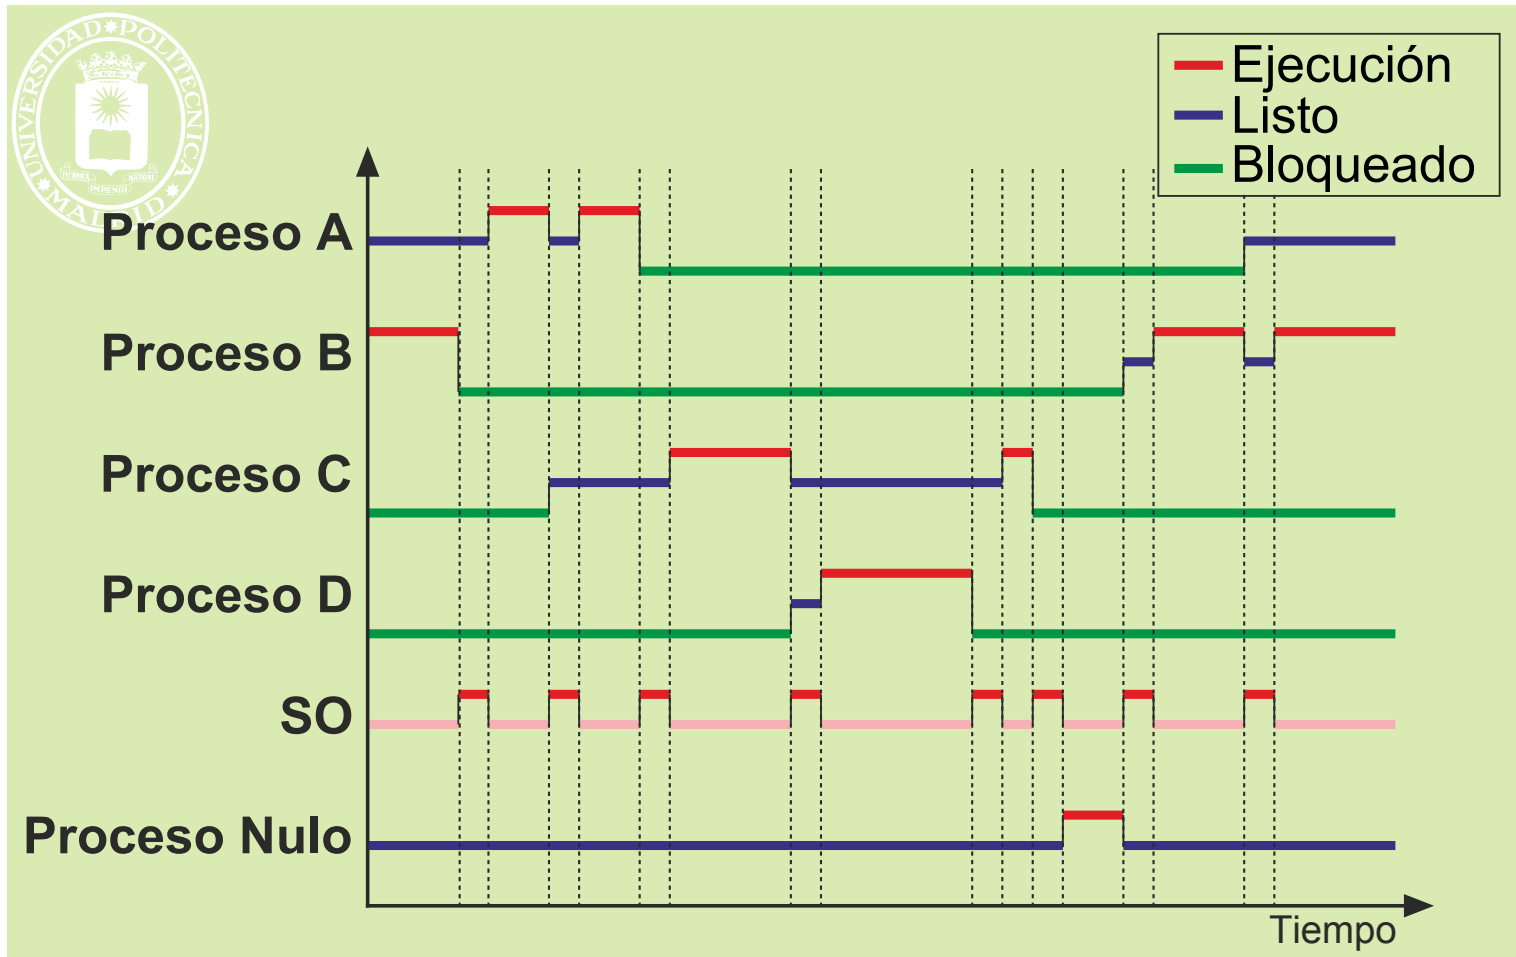 UNIVERSIDAD POLITECNICA
MADRID
Ejecución
Listo
Bloqueado
Proceso A
Proceso B
Proceso C
Proceso D
SO
Proceso Nulo
Tiempo